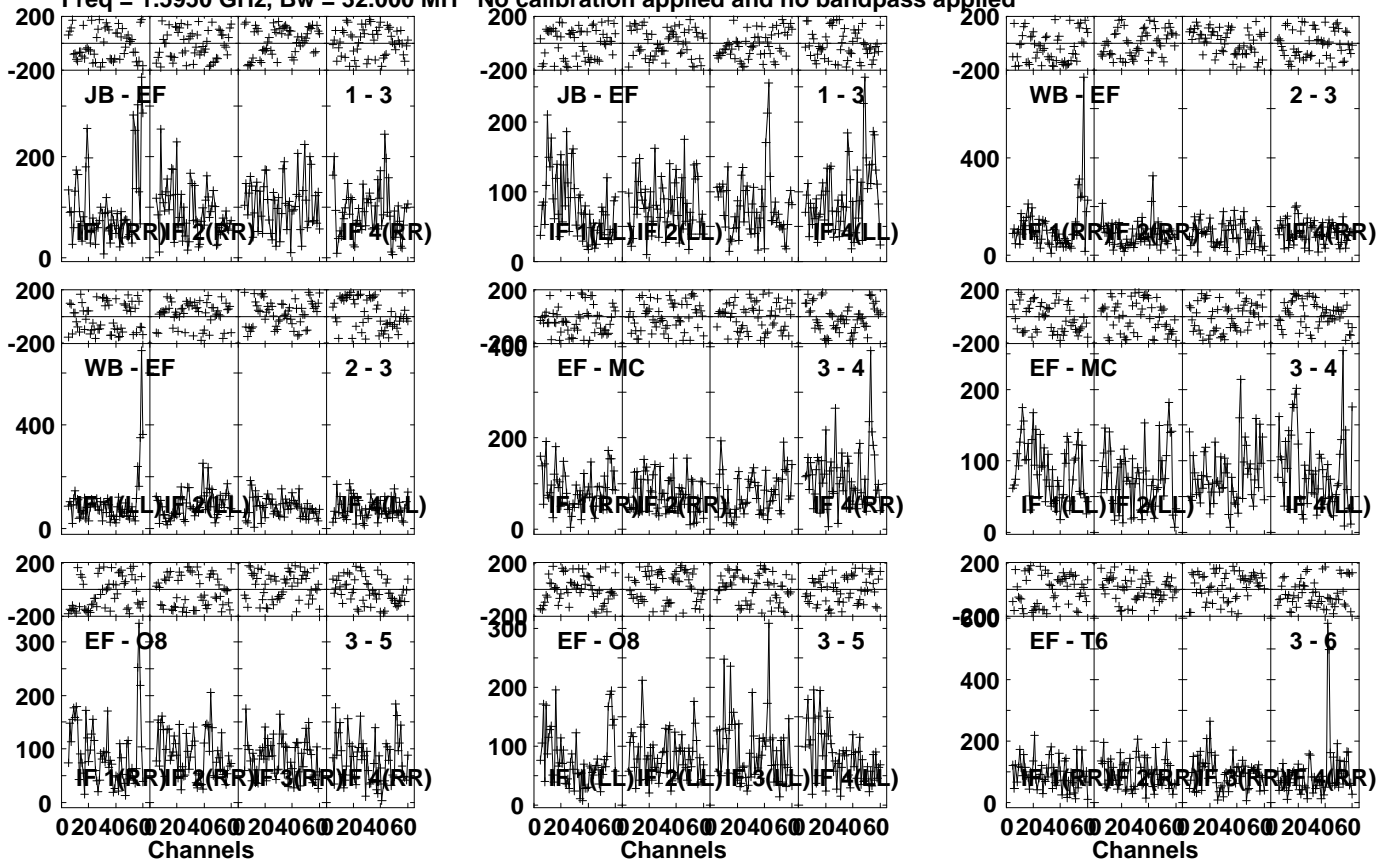 Freq = 1.5950 GHz, Bw = 32.000 MH No calibration applied and no bandpass applied
200
-200
JB - EF 1 - 3
200
0
IF 1(RR) IF 2(RR) IF 4(RR)
200
-200
JB - EF 1 - 3
200
100
0
IF 1(LL) IF 2(LL) IF 4(LL)
200
-200
WB - EF 2 - 3
400
200
0
IF 1(RR) IF 2(RR) IF 4(RR)
200
-200
WB - EF 2 - 3
400
200
0
IF 1(LL) IF 2(LL) IF 4(LL)
200
-200
400
EF - MC 3 - 4
200
0
IF 1(RR) IF 2(RR) IF 4(RR)
200
-200
EF - MC 3 - 4
200
100
0
IF 1(LL) IF 2(LL) IF 4(LL)
200
-200
300
EF - O8 3 - 5
200
100
0
IF 1(RR) IF 2(RR) IF 3(RR) IF 4(RR)
0 20 40 60 0 20 40 60 0 20 40 60 0 20 40 60
Channels
200
-200
300
EF - O8 3 - 5
200
100
0
IF 1(LL) IF 2(LL) IF 3(LL) IF 4(LL)
0 20 40 60 0 20 40 60 0 20 40 60 0 20 40 60
Channels
200
-200
600
EF - T6 3 - 6
400
200
0
IF 1(RR) IF 2(RR) IF 3(RR) IF 4(RR)
0 20 40 60 0 20 40 60 0 20 40 60 0 20 40 60
Channels